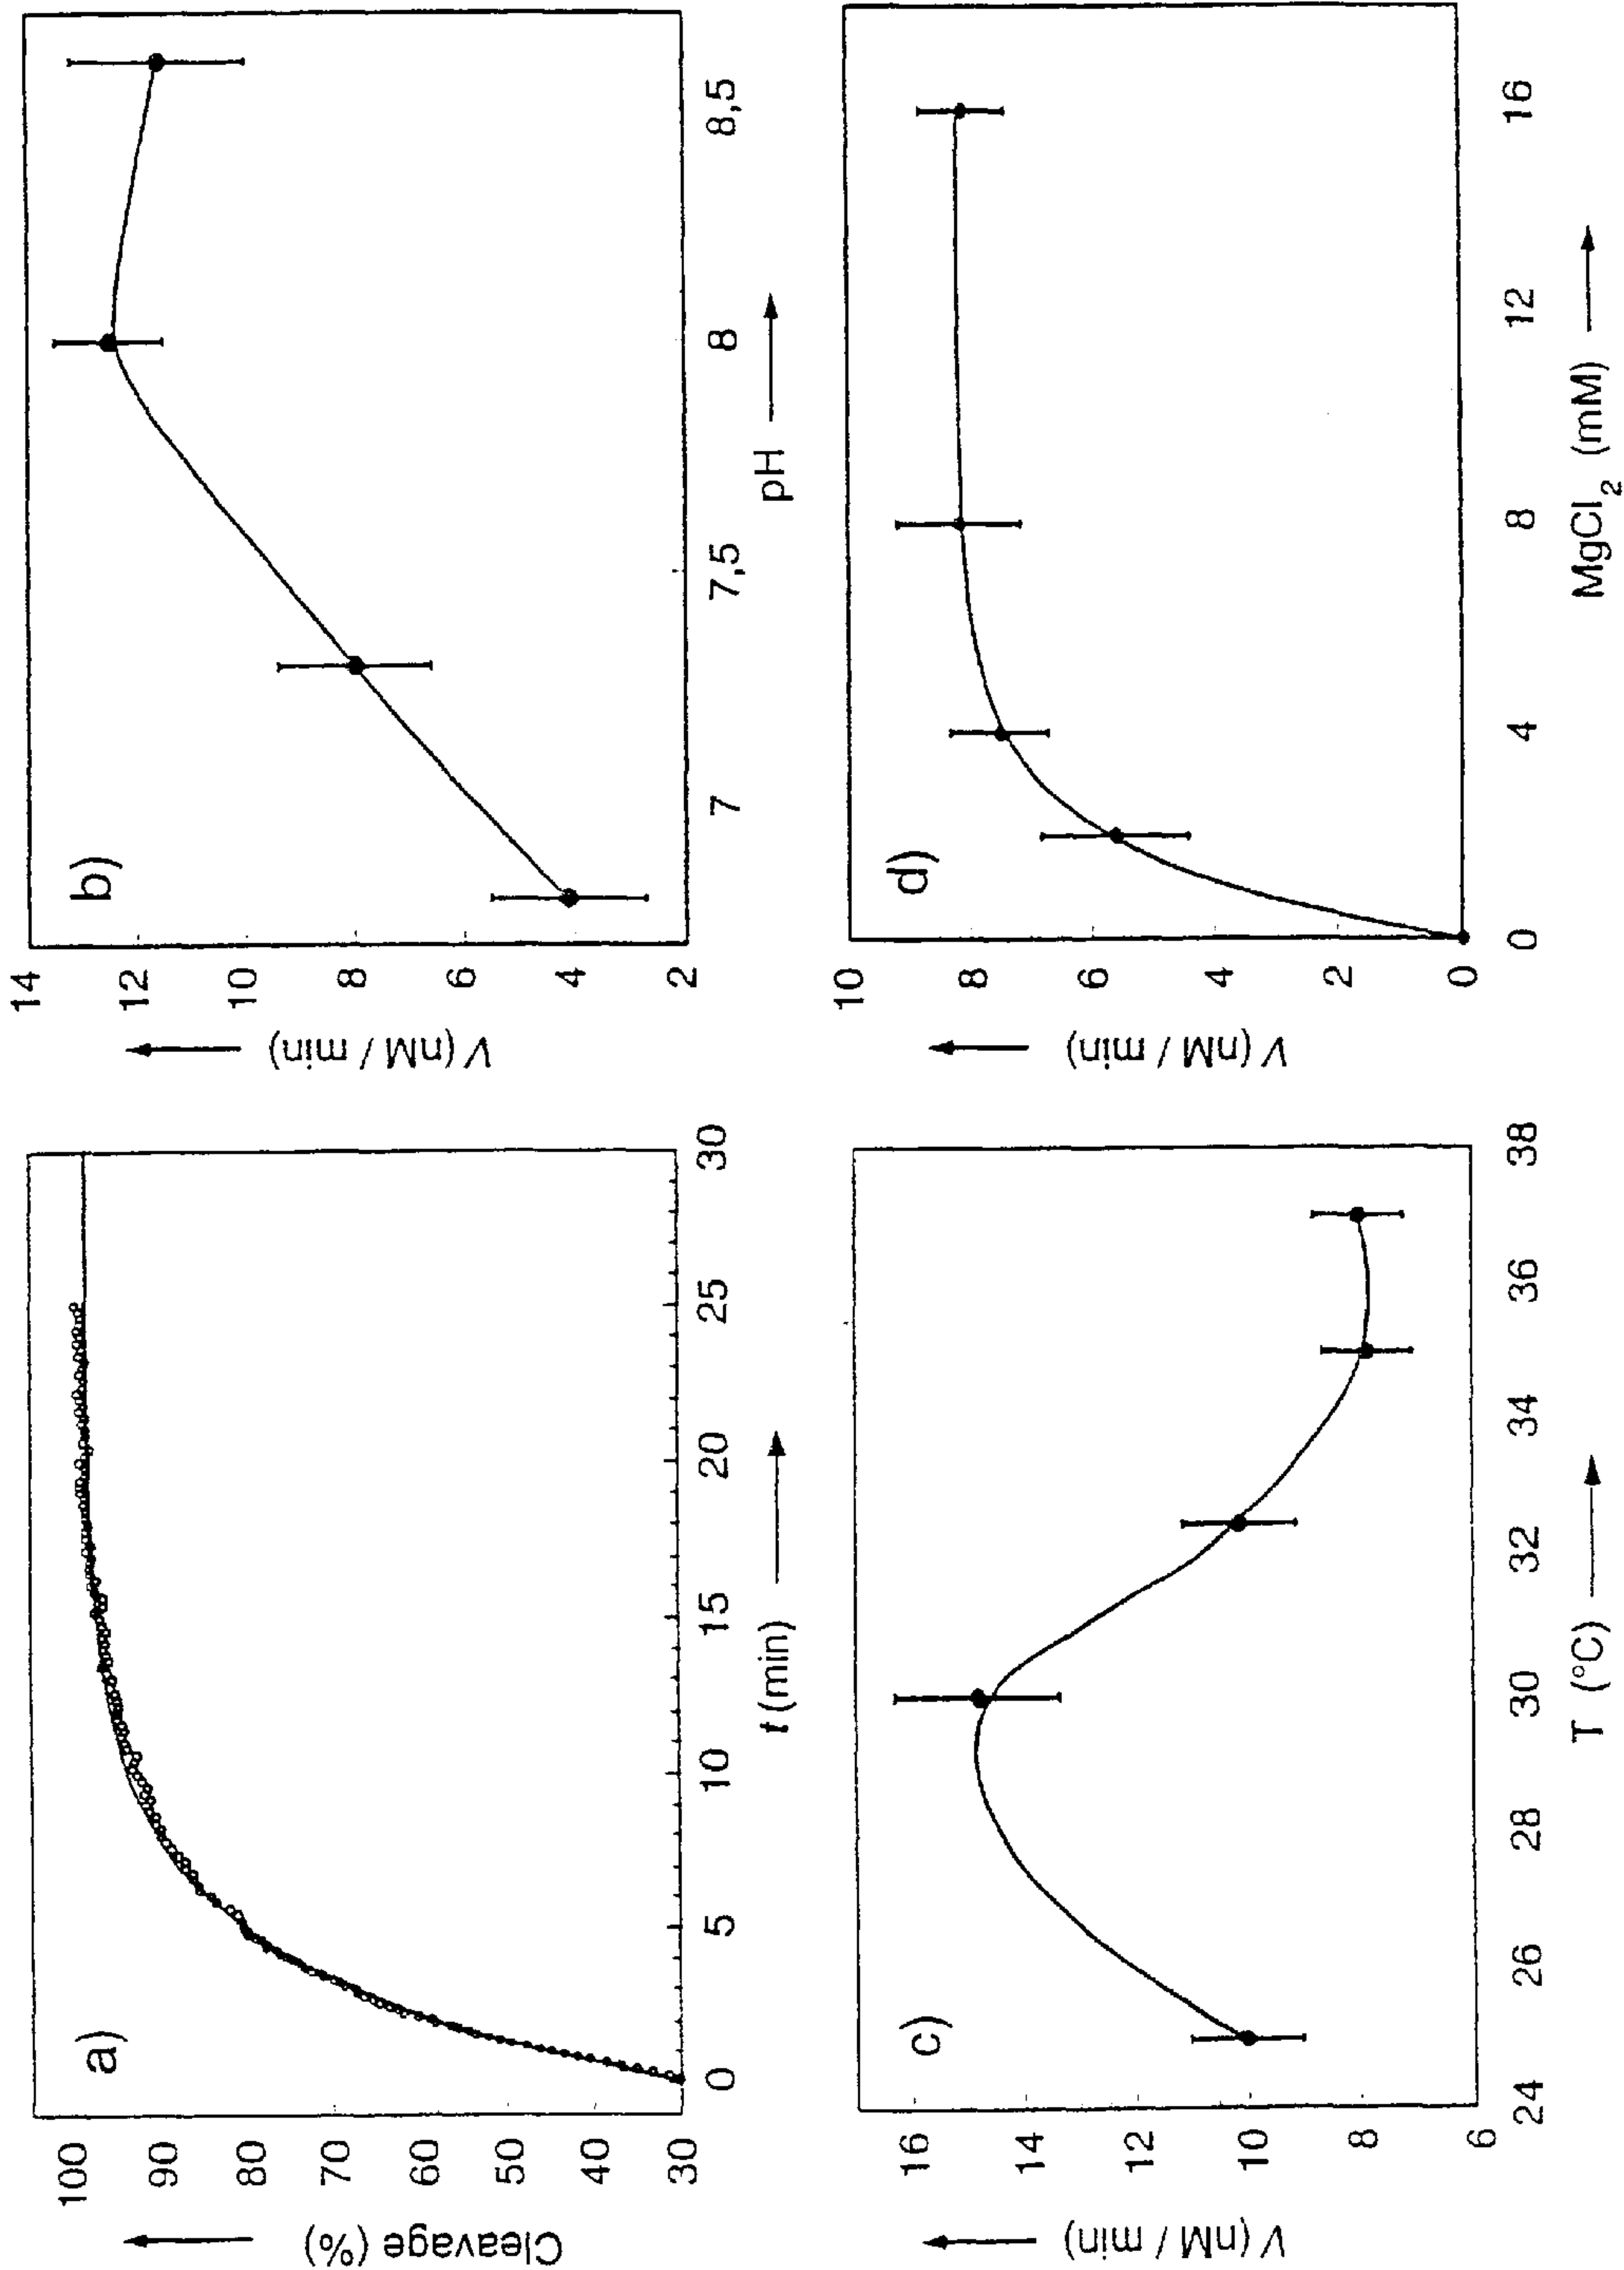 a)
Cleavage (%)
100
90
80
70
60
50
40
30
0 5 10 15 20 25 30
t (min)
b)
V (nM / min)
14
12
10
8
6
4
2
7 7,5 8 8,5
pH
c)
V (nM / min)
16
14
12
10
8
6
24 26 28 30 32 34 36 38
T (°C)
d)
V (nM / min)
10
8
6
4
2
0
0 4 8 12 16
MgCl₂ (mM)